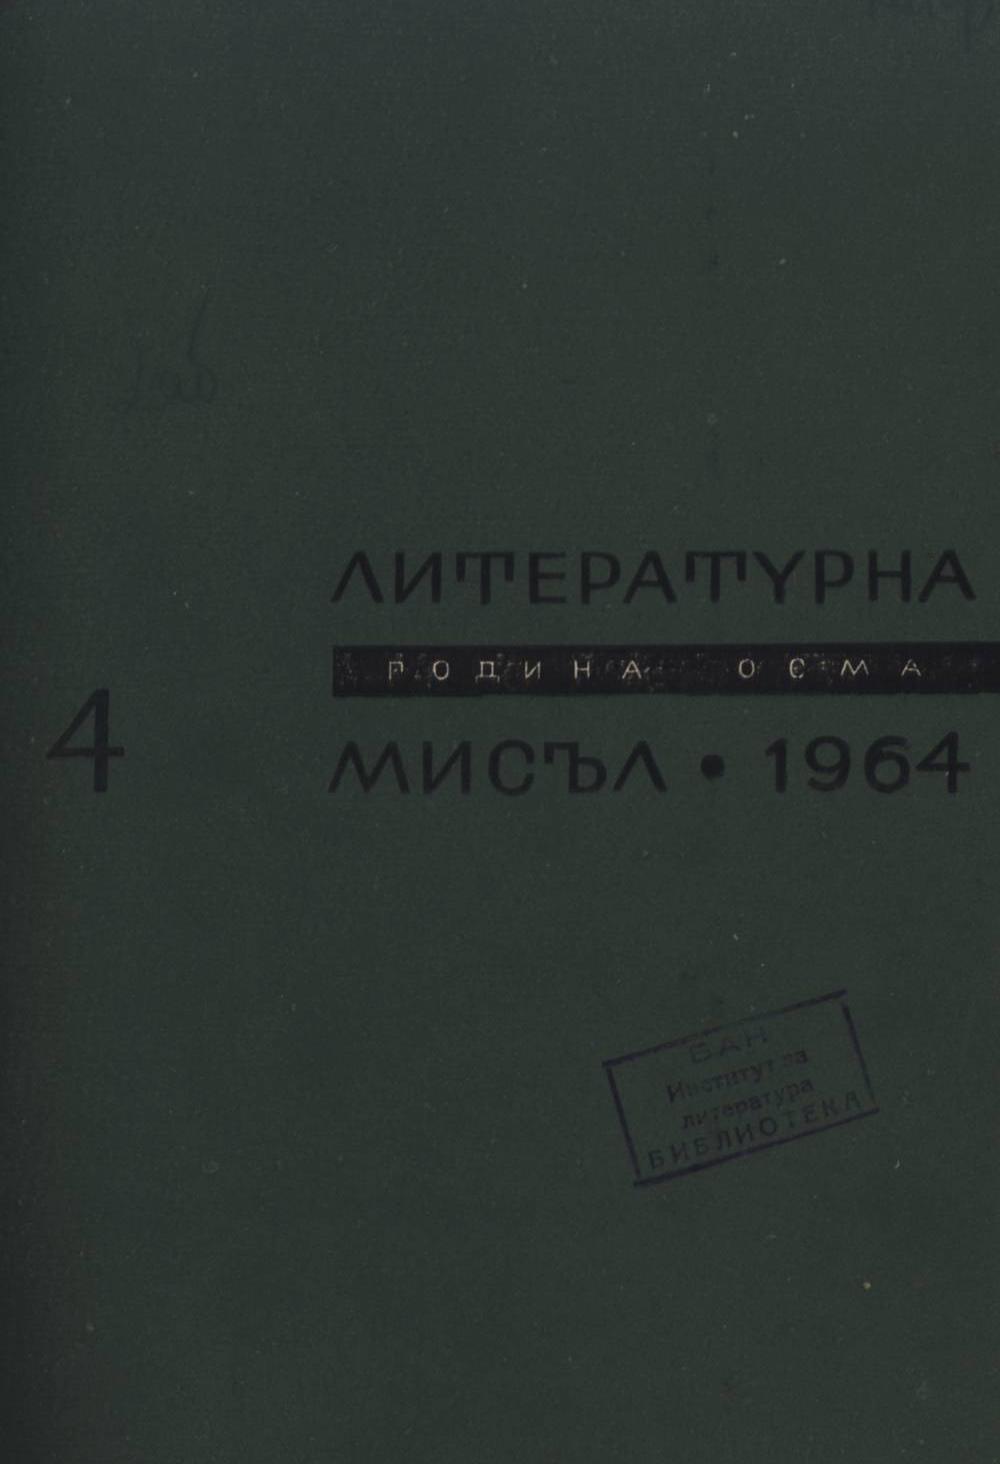 ЛИТЕРАТУРНА
ГОДИНА ОСМА
4
МИСЪЛ • 1964
БАН
Институт за
литература
БИБЛИОТЕКА